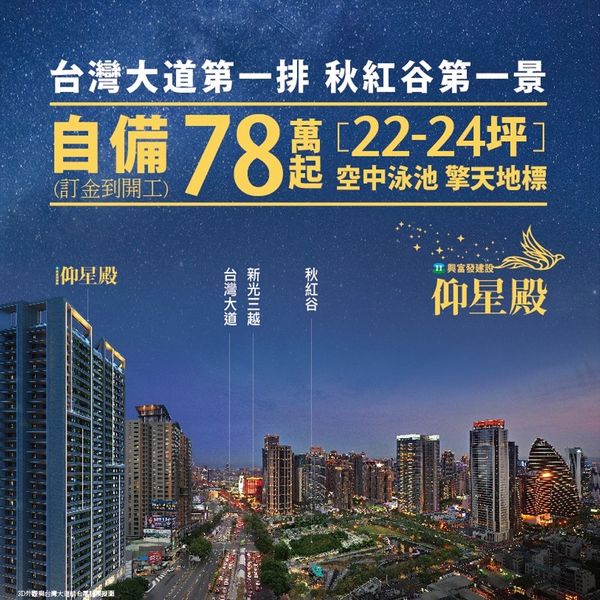 台灣大道第一排 秋紅谷第一景
自備
(訂金到開工)
78
萬起
[22-24坪]
空中泳池 擎天地標
興富發建設
仰星殿
仰星殿
台灣大道
新光三越
秋紅谷